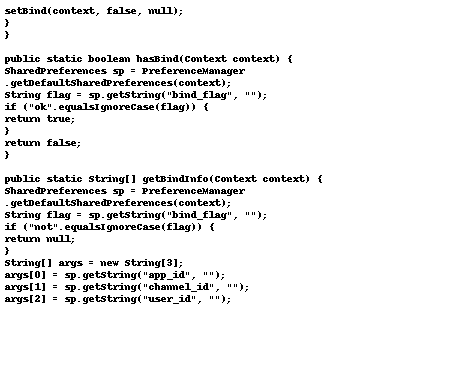 setBind(context, false, null);
}
}
public static boolean hasBind(Context context) {
SharedPreferences sp = PreferenceManager
.getDefaultSharedPreferences(context);
String flag = sp.getString("bind_flag", "");
if ("ok".equalsIgnoreCase(flag)) {
return true;
}
return false;
}
public static String[] getBindInfo(Context context) {
SharedPreferences sp = PreferenceManager
.getDefaultSharedPreferences(context);
String flag = sp.getString("bind_flag", "");
if ("not".equalsIgnoreCase(flag)) {
return null;
}
String[] args = new String[3];
args[0] = sp.getString("app_id", "");
args[1] = sp.getString("channel_id", "");
args[2] = sp.getString("user_id", "");